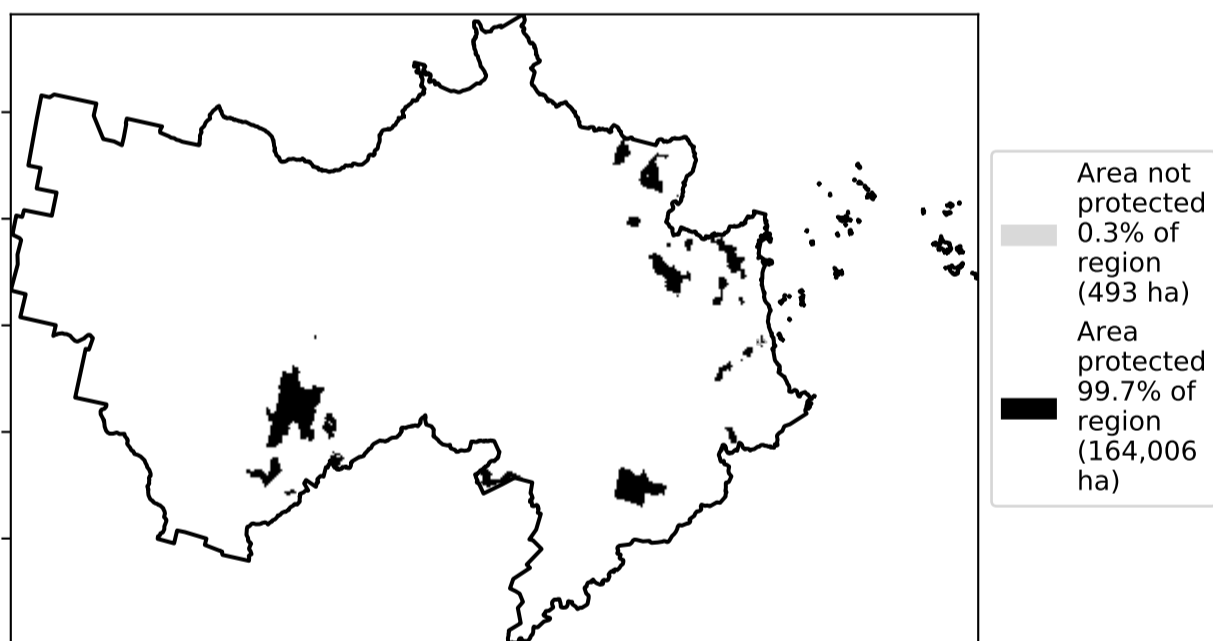 Area not
protected
0.3% of
region
(493 ha)
Area
protected
99.7% of
region
(164,006
ha)